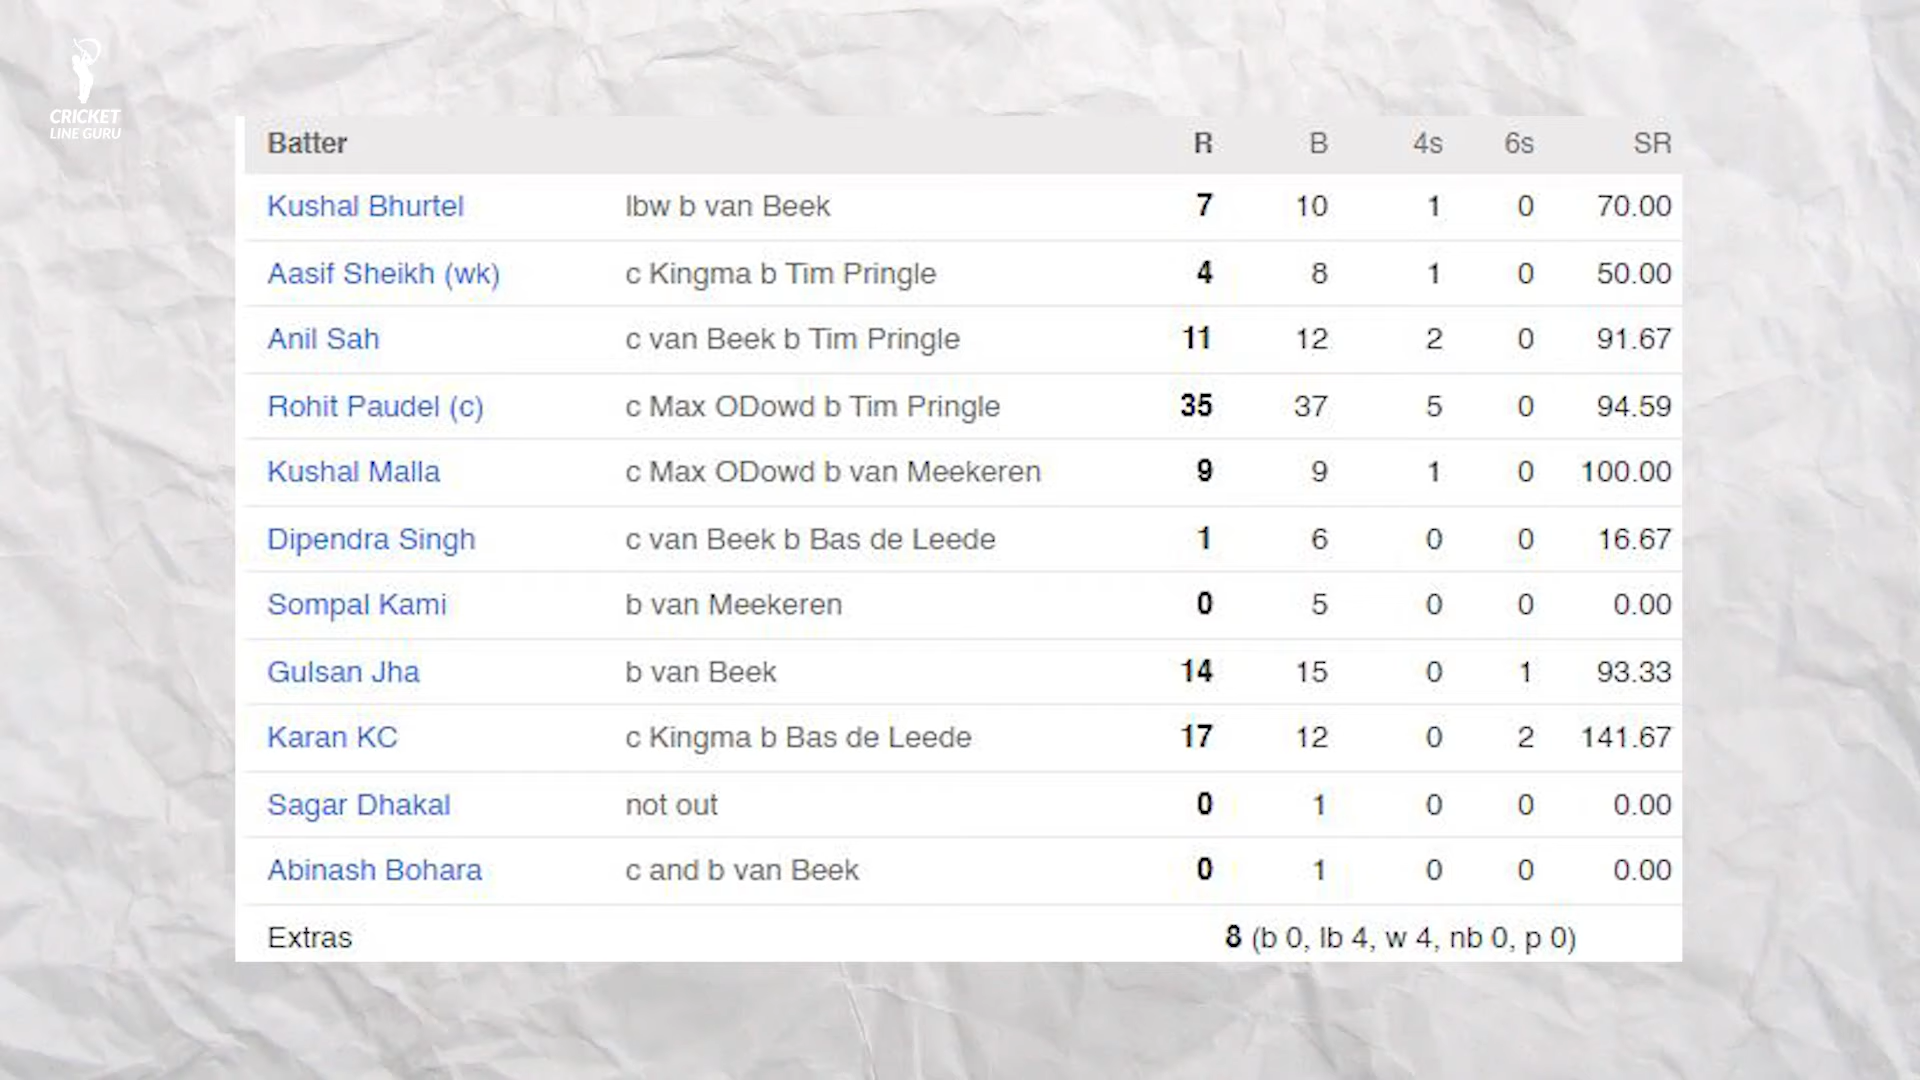 CRICKET
LINE GURU
Batter R B 4s 6s SR
Kushal Bhurtel lbw b van Beek 7 10 1 0 70.00
Aasif Sheikh (wk) c Kingma b Tim Pringle 4 8 1 0 50.00
Anil Sah c van Beek b Tim Pringle 11 12 2 0 91.67
Rohit Paudel (c) c Max ODowd b Tim Pringle 35 37 5 0 94.59
Kushal Malla c Max ODowd b van Meekeren 9 9 1 0 100.00
Dipendra Singh c van Beek b Bas de Leede 1 6 0 0 16.67
Sompal Kami b van Meekeren 0 5 0 0 0.00
Gulsan Jha b van Beek 14 15 0 1 93.33
Karan KC c Kingma b Bas de Leede 17 12 0 2 141.67
Sagar Dhakal not out 0 1 0 0 0.00
Abinash Bohara c and b van Beek 0 1 0 0 0.00
Extras 8 (b 0, lb 4, w 4, nb 0, p 0)